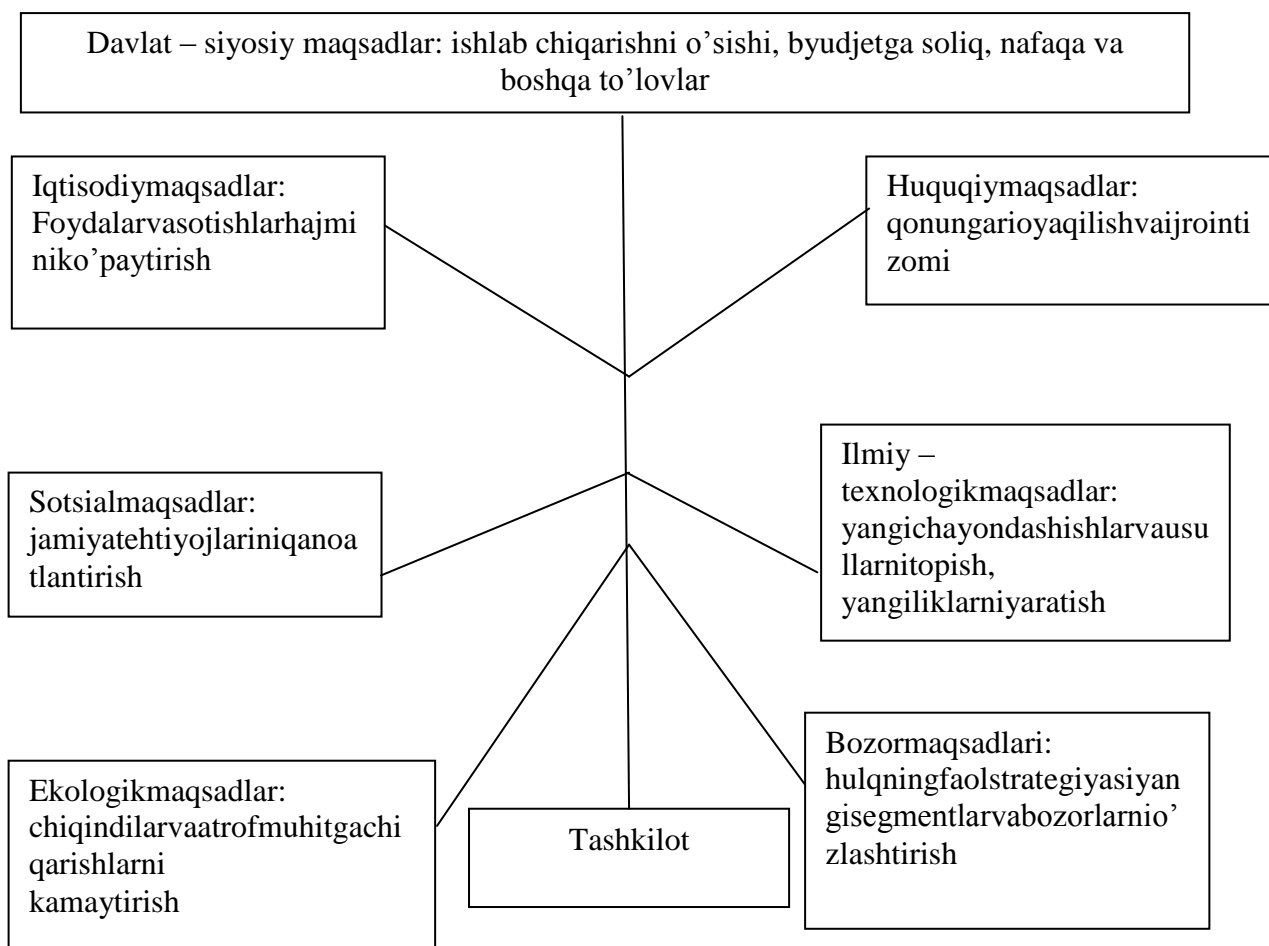 Davlat – siyosiy maqsadlar: ishlab chiqarishni o’sishi, byudjetga soliq, nafaqa va
boshqa to’lovlar
Iqtisodiymaqsadlar:
Foydalarvasotishlarhajmi
niko’paytirish
Huquqiymaqsadlar:
qonungarioyaqilishvaijrointi
zomi
Sotsialmaqsadlar:
jamiyatehtiyojlariniqanoa
tlantirish
Ilmiy –
texnologikmaqsadlar:
yangichayondashishlarvausu
llarnitopish,
yangiliklarniyaratish
Ekologikmaqsadlar:
chiqindilarvaatrofmuhitgachi
qarishlarni
kamaytirish
Tashkilot
Bozormaqsadlari:
hulqningfaolstrategiyasiyan
gisegmentlarvabozorlarnio’
zlashtirish